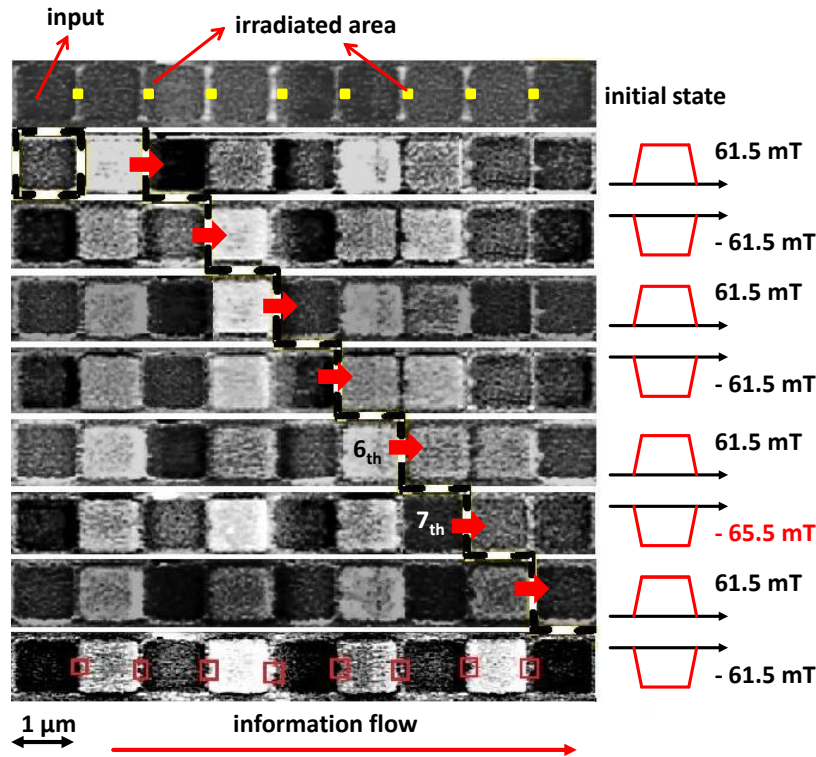 input
irradiated area
initial state
61.5 mT
- 61.5 mT
61.5 mT
- 61.5 mT
6th
61.5 mT
7th
- 65.5 mT
61.5 mT
- 61.5 mT
1 µm
information flow